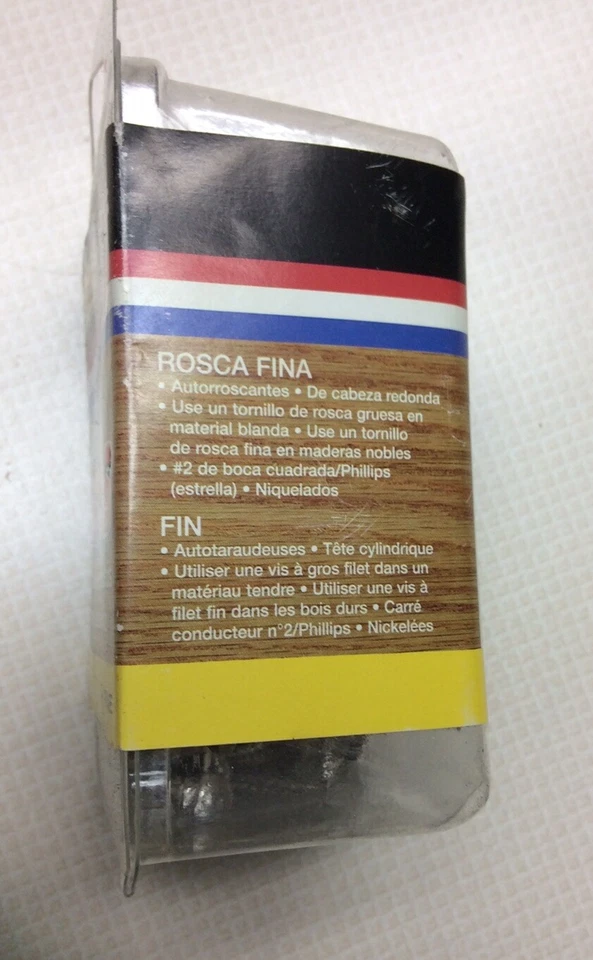 ROSCA FINA
• Autorroscantes • De cabeza redonda
• Use un tornillo de rosca gruesa en
material blanda • Use un tornillo
de rosca fina en maderas nobles
• #2 de boca cuadrada/Phillips
(estrella) • Niquelados
FIN
• Autotaraudeuses • Tête cylindrique
• Utiliser une vis à gros filet dans un
matériau tendre • Utiliser une vis à
filet fin dans les bois durs • Carré
conducteur n°2/Phillips • Nickelées